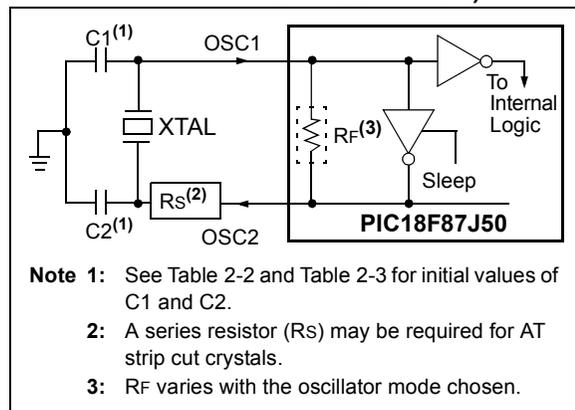 C1(1)
OSC1
To
Internal
Logic
XTAL
RF(3)
Sleep
RS(2)
C2(1)
OSC2
PIC18F87J50
Note 1: See Table 2-2 and Table 2-3 for initial values of
C1 and C2.
2: A series resistor (RS) may be required for AT
strip cut crystals.
3: RF varies with the oscillator mode chosen.